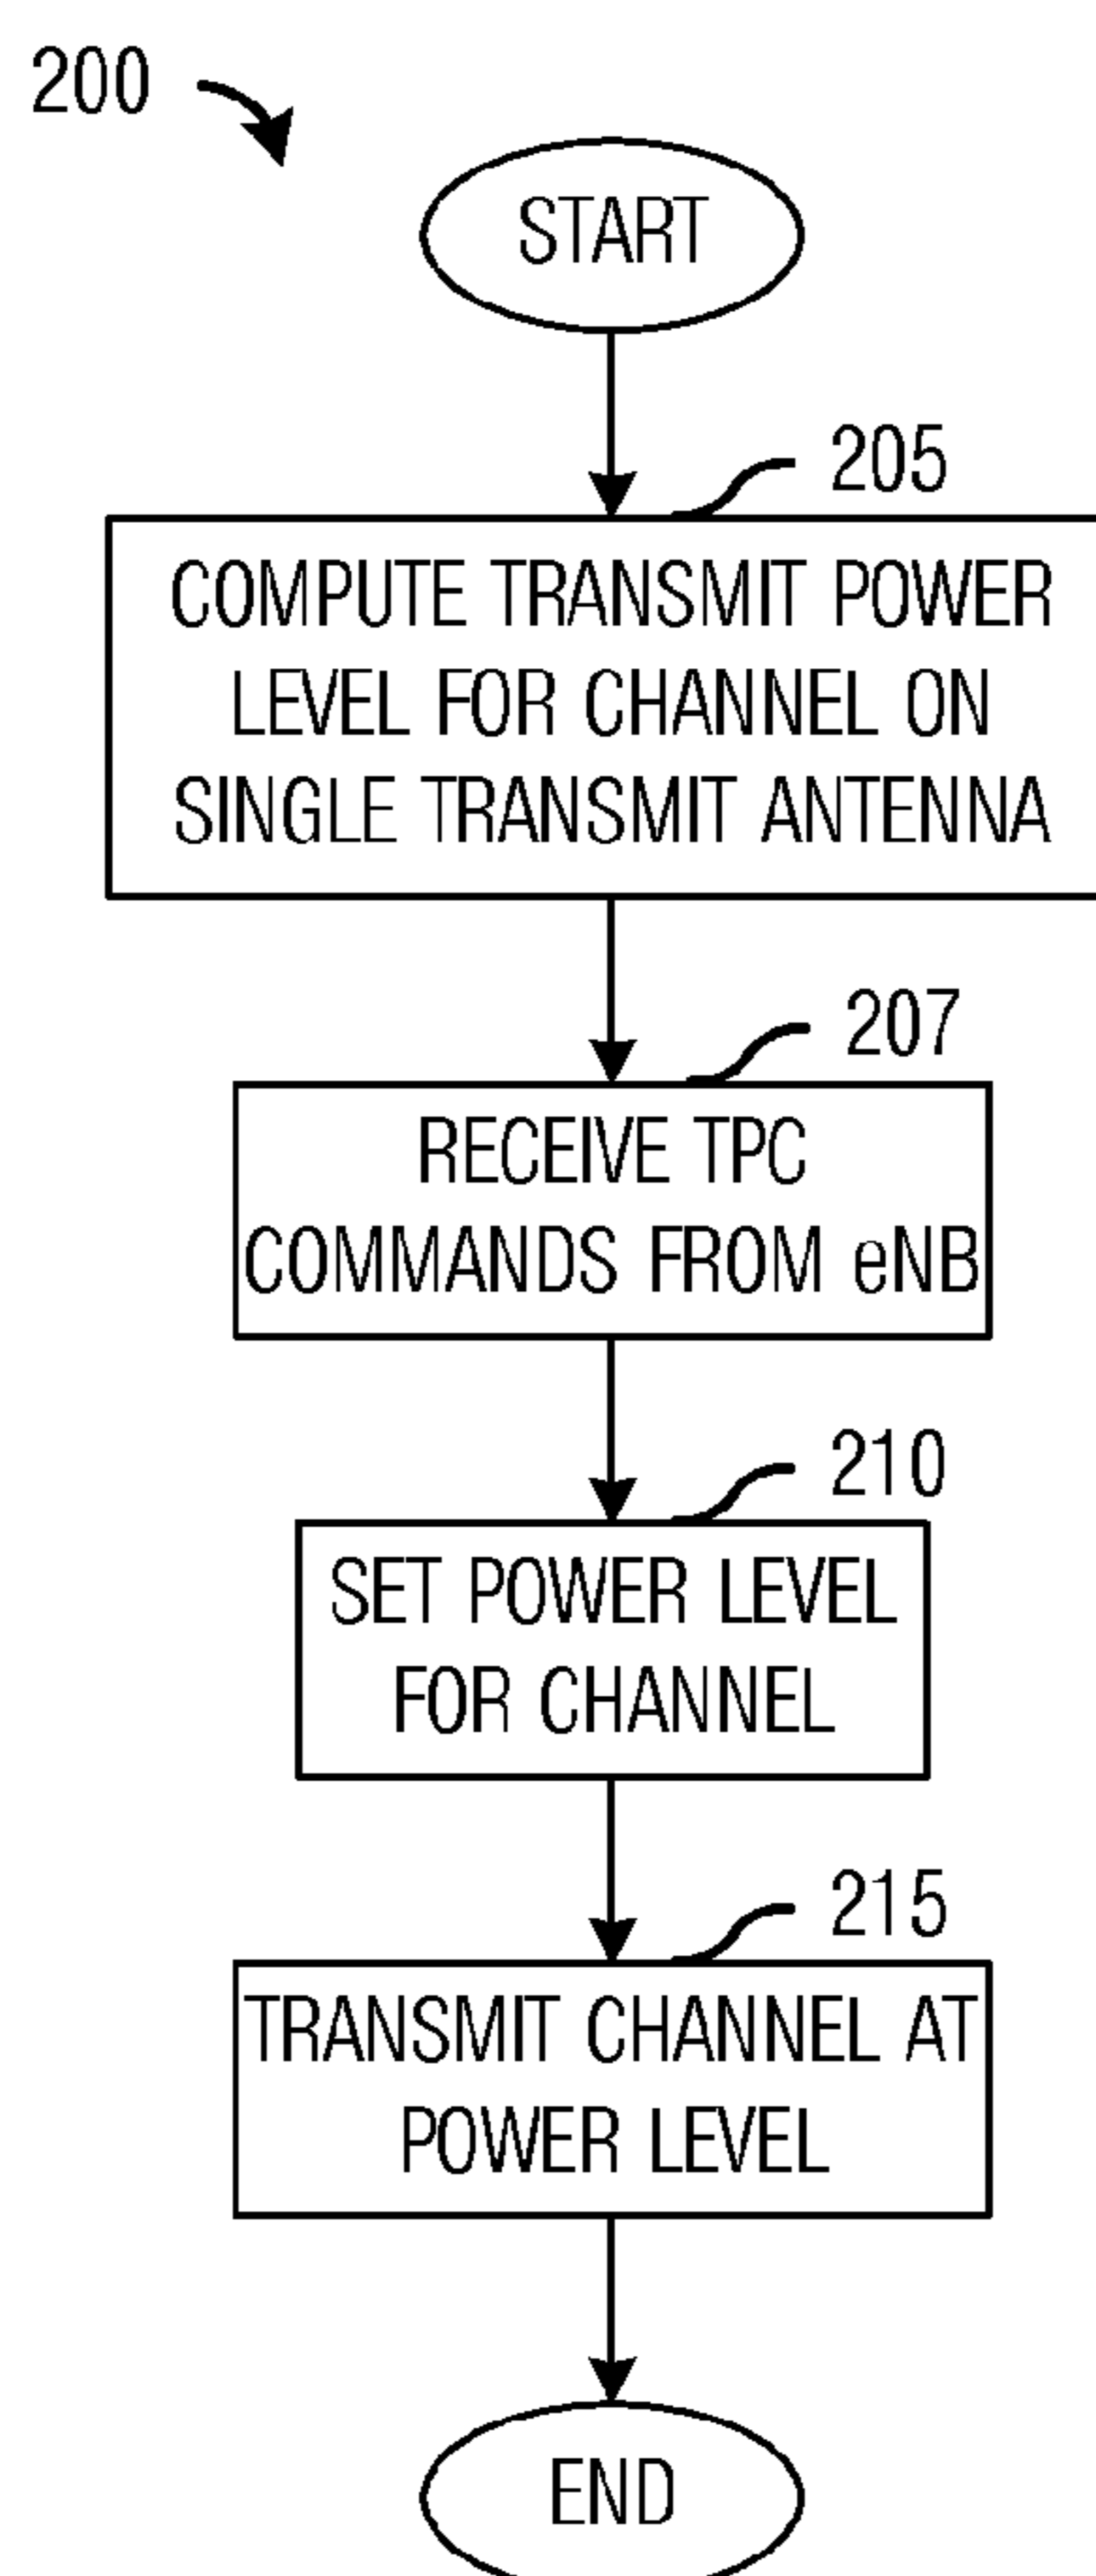 200
START
205
COMPUTE TRANSMIT POWER
LEVEL FOR CHANNEL ON
SINGLE TRANSMIT ANTENNA
207
RECEIVE TPC
COMMANDS FROM eNB
210
SET POWER LEVEL
FOR CHANNEL
215
TRANSMIT CHANNEL AT
POWER LEVEL
END